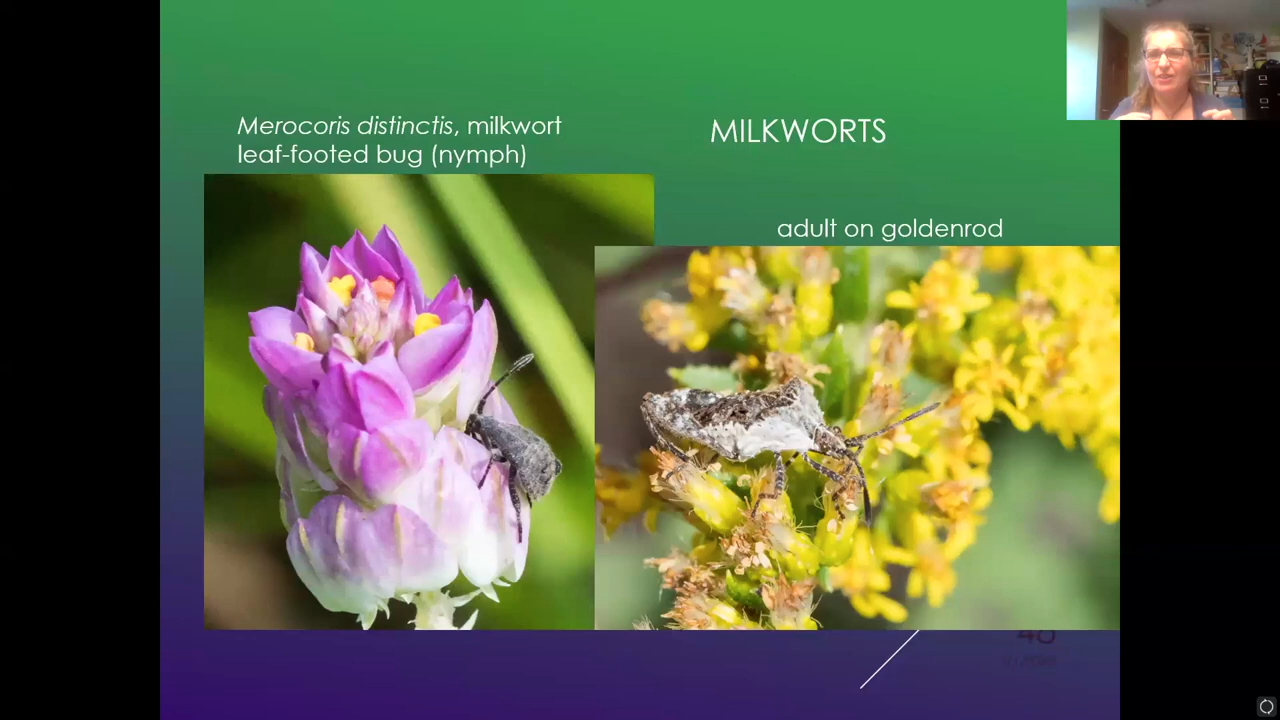 Merocoris distinctis, milkwort
leaf-footed bug (nymph)
MILKWORTS
adult on goldenrod